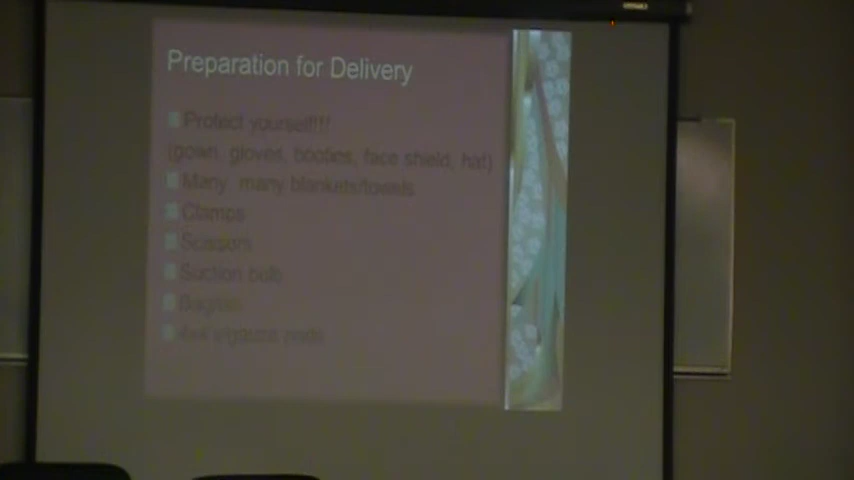 Preparation for Delivery
Protect yourself!!!
(gown, gloves, booties, face shield, hat)
Many, many blankets/towels
Clamps
Scissors
Suction bulb